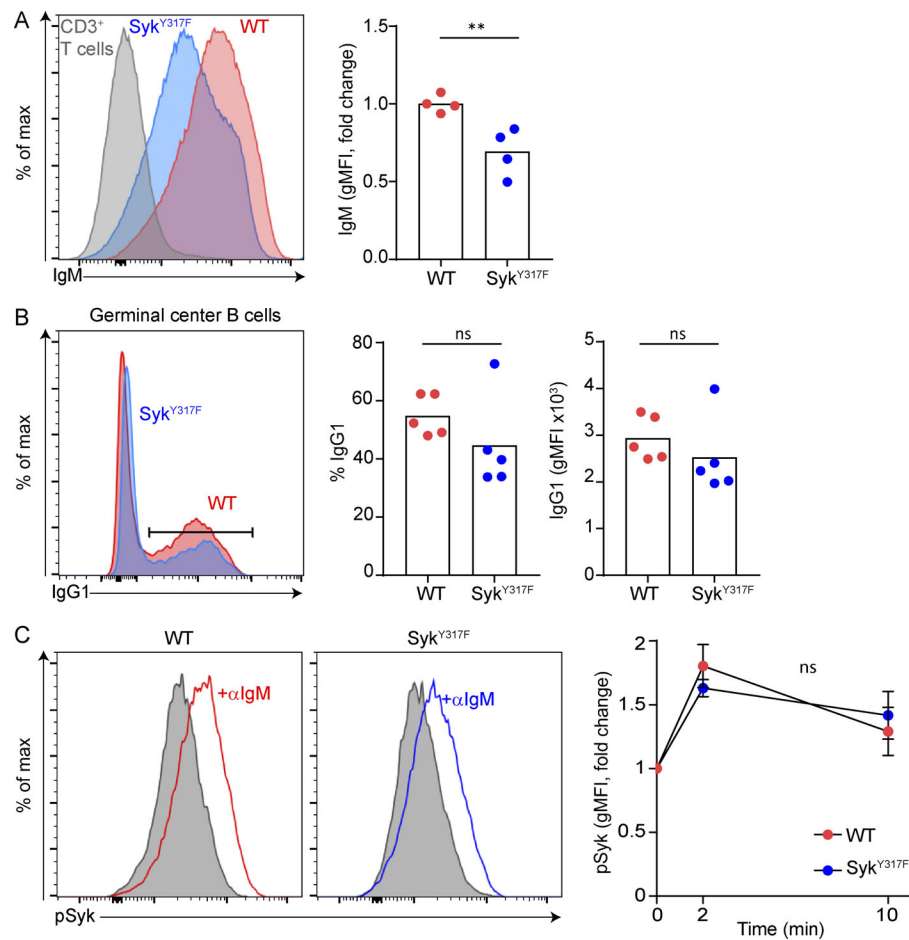 A
CD3⁺
T cells
Syk^Y317F
WT
% of max
IgM
**
IgM (gMFI, fold change)
1.5
1.0
0.5
0.0
WT
Syk^Y317F
B
Germinal center B cells
Syk^Y317F
WT
% of max
IgG1
ns
% IgG1
80
60
40
20
0
WT
Syk^Y317F
ns
IgG1 (gMFI x10³)
5
4
3
2
1
0
WT
Syk^Y317F
C
WT
+αIgM
% of max
pSyk
Syk^Y317F
+αIgM
pSyk (gMFI, fold change)
2
1.5
1
0.5
0
ns
WT
Syk^Y317F
0
2
10
Time (min)